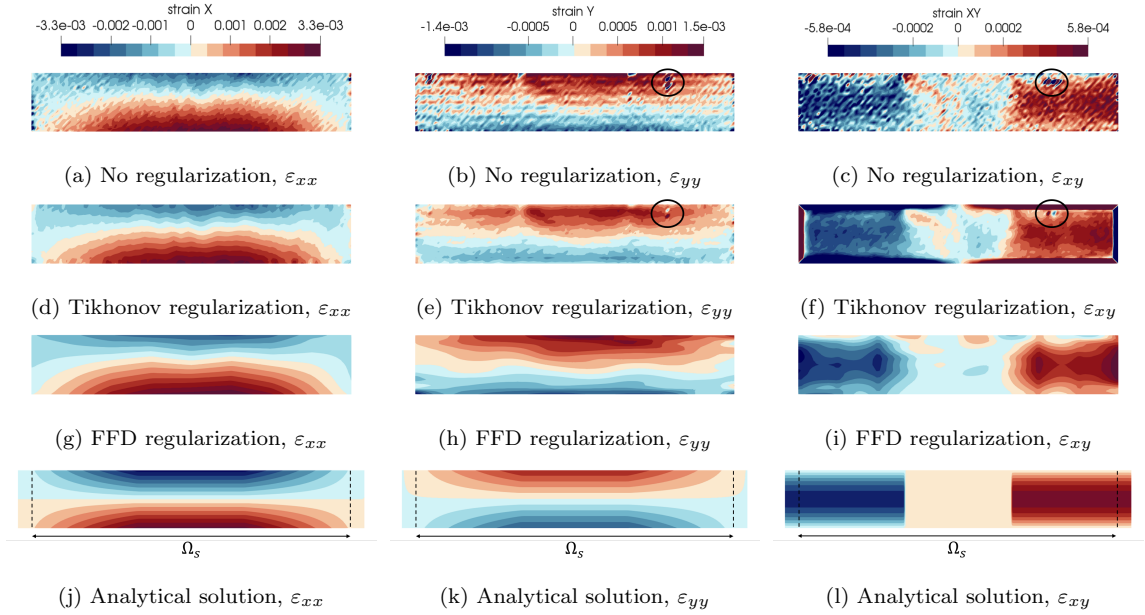 strain X
-3.3e-03 -0.002 -0.001 0 0.001 0.002 3.3e-03
strain Y
-1.4e-03 -0.0005 0.0005 0.001 1.5e-03
strain XY
-5.8e-04 -0.0002 0 0.0002 5.8e-04
(a) No regularization, εxx
(b) No regularization, εyy
(c) No regularization, εxy
(d) Tikhonov regularization, εxx
(e) Tikhonov regularization, εyy
(f) Tikhonov regularization, εxy
(g) FFD regularization, εxx
(h) FFD regularization, εyy
(i) FFD regularization, εxy
Ωs
Ωs
Ωs
(j) Analytical solution, εxx
(k) Analytical solution, εyy
(l) Analytical solution, εxy